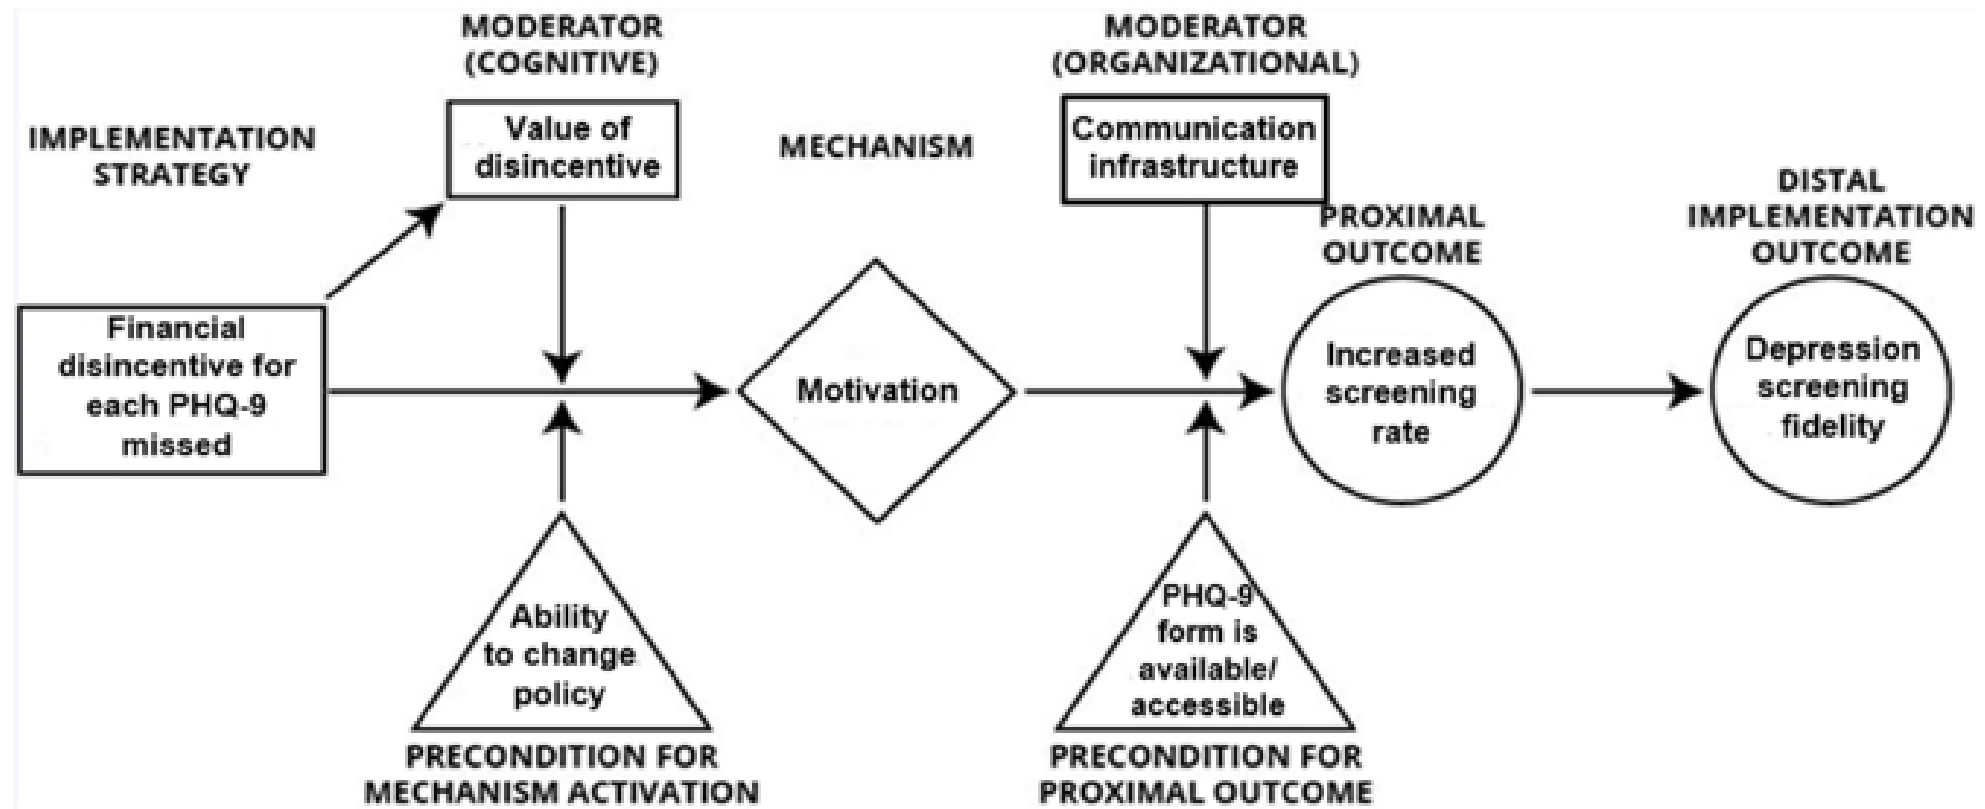 MODERATOR
(COGNITIVE)
MODERATOR
(ORGANIZATIONAL)
IMPLEMENTATION
STRATEGY
Value of
disincentive
MECHANISM
Communication
infrastructure
PROXIMAL
OUTCOME
DISTAL
IMPLEMENTATION
OUTCOME
Financial
disincentive for
each PHQ-9
missed
Motivation
Increased
screening
rate
Depression
screening
fidelity
Ability
to change
policy
PHQ-9
form is
available/
accessible
PRECONDITION FOR
MECHANISM ACTIVATION
PRECONDITION FOR
PROXIMAL OUTCOME